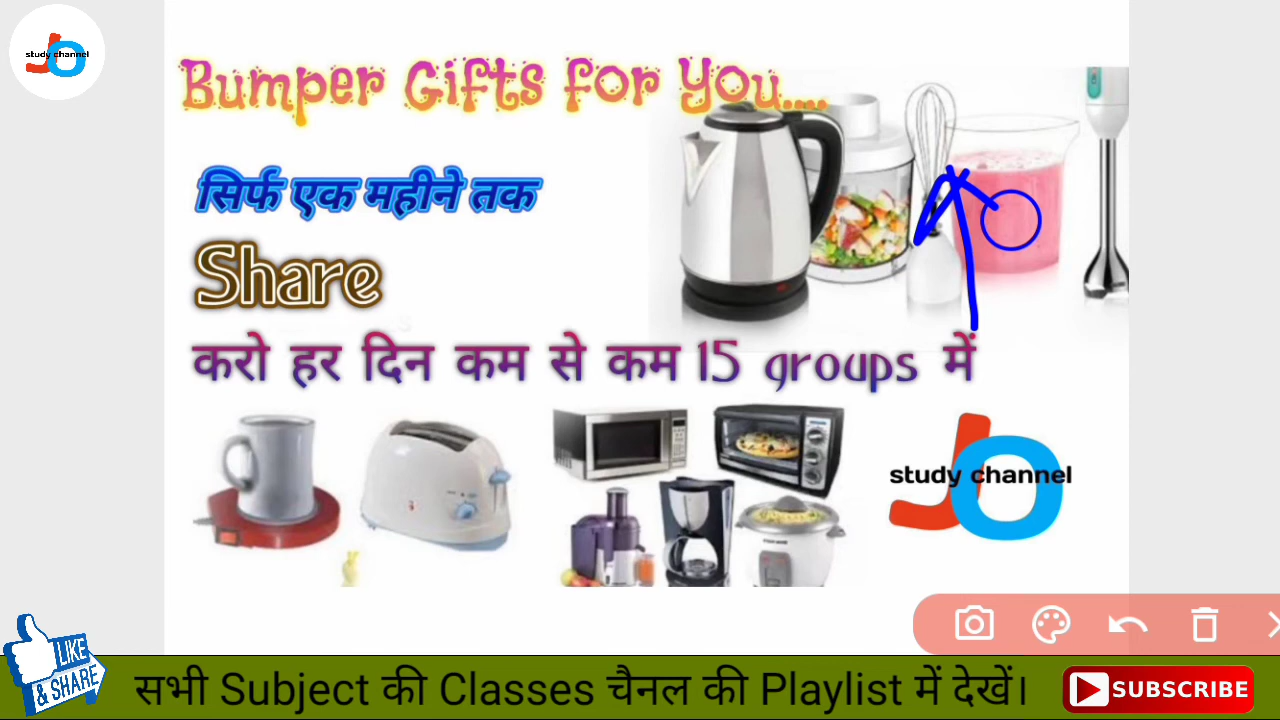 study channel
Bumper Gifts for You....
सिर्फ एक महीने तक
Share
करो हर दिन कम से कम 15 groups में
study channel
LIKE
& SHARE
सभी Subject की Classes चैनल की Playlist में देखें।
SUBSCRIBE